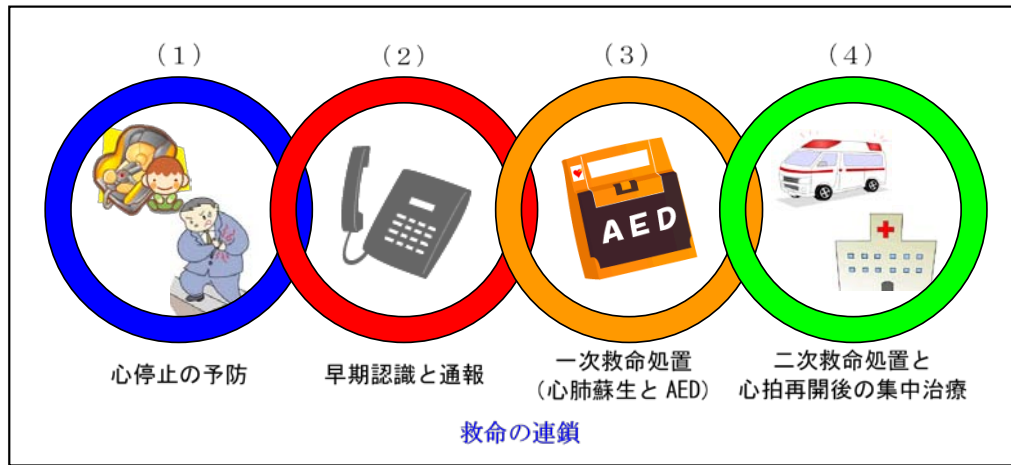 （１）
（２）
（３）
（４）
AED
心停止の予防
早期認識と通報
一次救命処置
（心肺蘇生と AED）
二次救命処置と
心拍再開後の集中治療
救命の連鎖